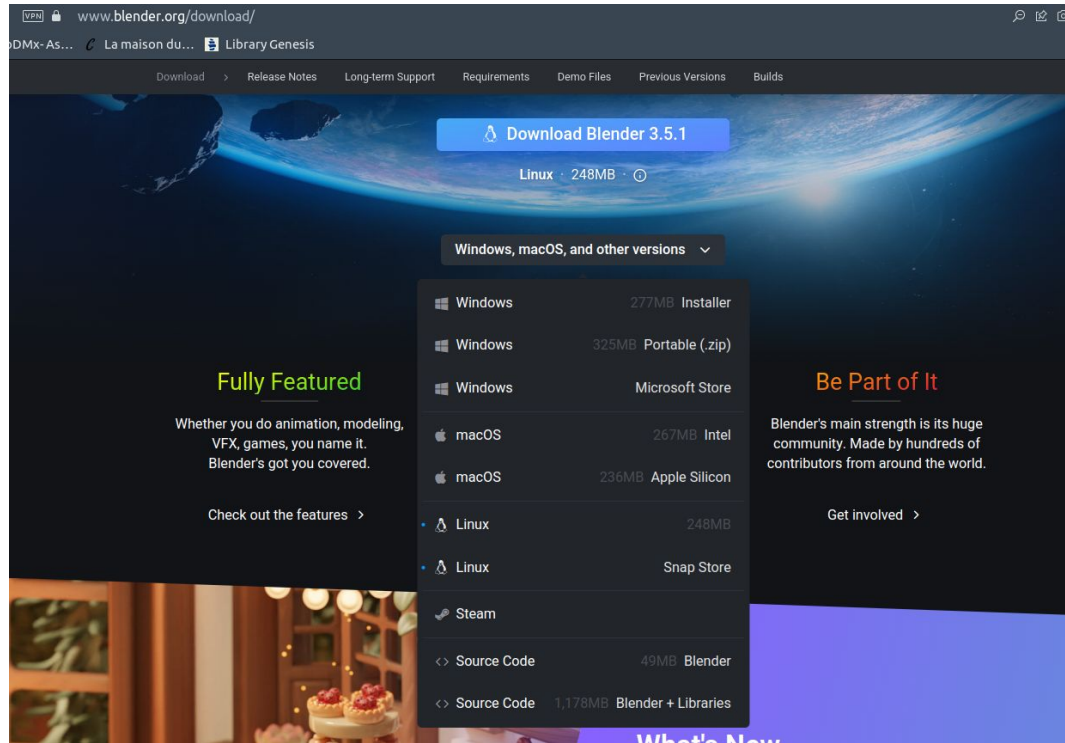 VPN www.blender.org/download/
DMx-As... La maison du... Library Genesis
Download > Release Notes Long-term Support Requirements Demo Files Previous Versions Builds
Download Blender 3.5.1
Linux · 248MB ·
Windows, macOS, and other versions
Windows 277MB Installer
Windows 325MB Portable (.zip)
Windows Microsoft Store
macOS 267MB Intel
macOS 236MB Apple Silicon
Linux 248MB
Linux Snap Store
Steam
<> Source Code 49MB Blender
<> Source Code 1,178MB Blender + Libraries
Fully Featured
Whether you do animation, modeling,
VFX, games, you name it.
Blender's got you covered.
Check out the features >
Be Part of It
Blender's main strength is its huge
community. Made by hundreds of
contributors from around the world.
Get involved >
What's New